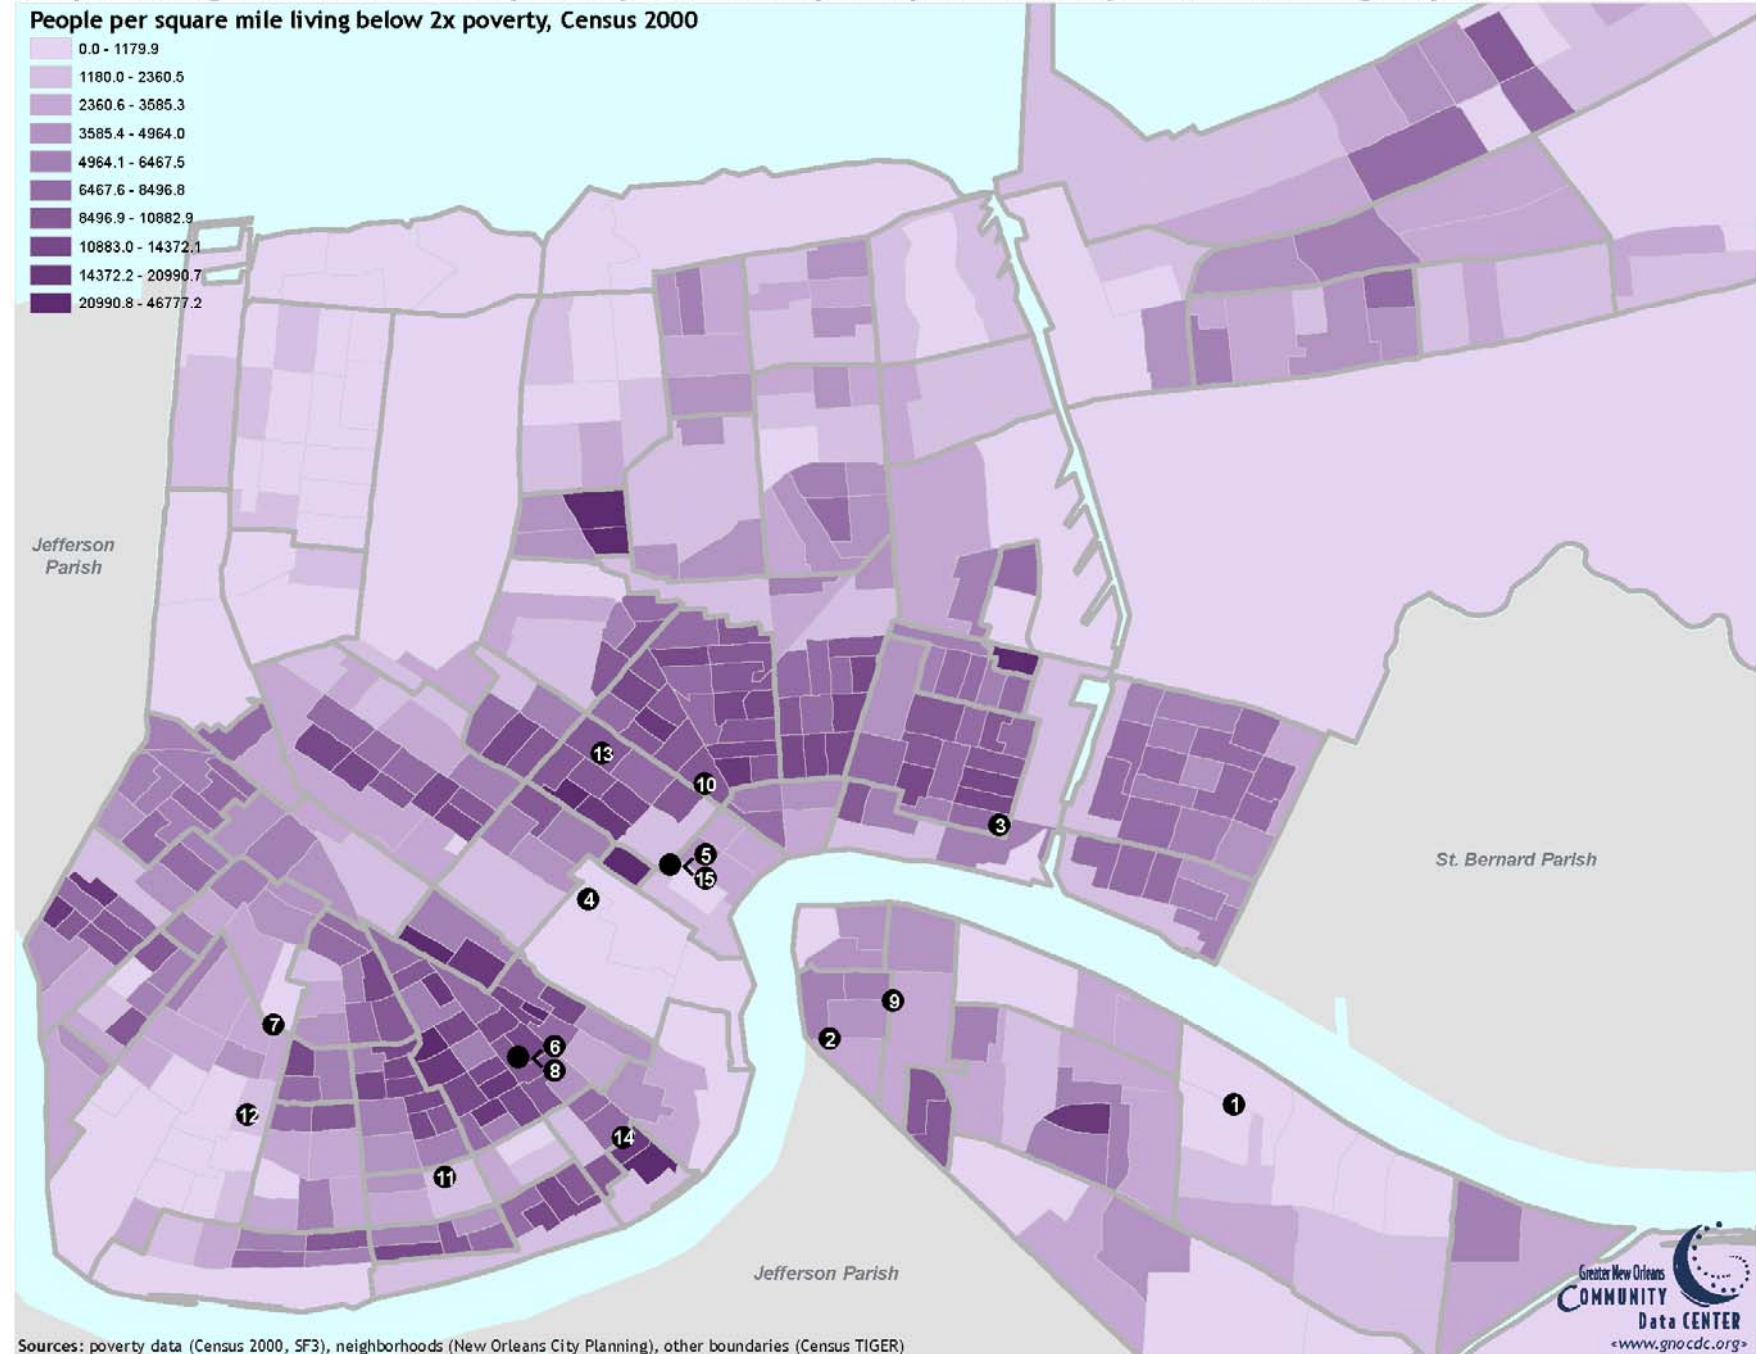 People per square mile living below 2x poverty, Census 2000
0.0 - 1179.9
1180.0 - 2360.5
2360.6 - 3585.3
3585.4 - 4964.0
4964.1 - 6467.5
6467.6 - 8496.8
8496.9 - 10882.9
10883.0 - 14372.1
14372.2 - 20990.7
20990.8 - 46777.2
Jefferson
Parish
13
10
3
5
15
4
St. Bernard Parish
9
7
2
6
8
1
12
14
11
Jefferson Parish
Greater New Orleans
COMMUNITY
Data CENTER
<www.gnocdc.org>
Sources: poverty data (Census 2000, SF3), neighborhoods (New Orleans City Planning), other boundaries (Census TIGER)